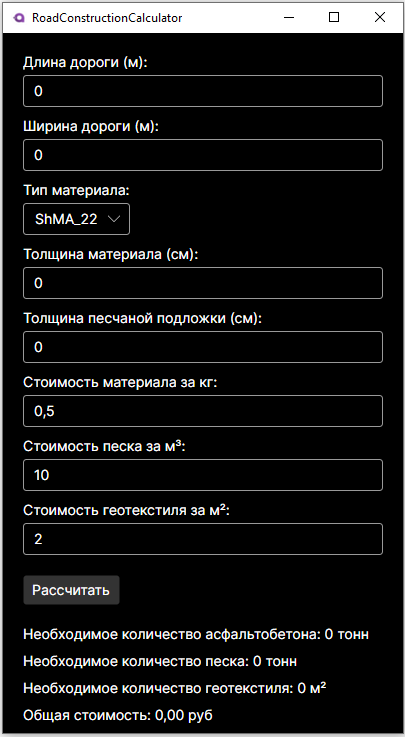 RoadConstructionCalculator
Длина дороги (м):
0
Ширина дороги (м):
0
Тип материала:
ShMA_22
Толщина материала (см):
0
Толщина песчаной подложки (см):
0
Стоимость материала за кг:
0,5
Стоимость песка за м³:
10
Стоимость геотекстиля за м²:
2
Рассчитать
Необходимое количество асфальтобетона: 0 тонн
Необходимое количество песка: 0 тонн
Необходимое количество геотекстиля: 0 м²
Общая стоимость: 0,00 руб